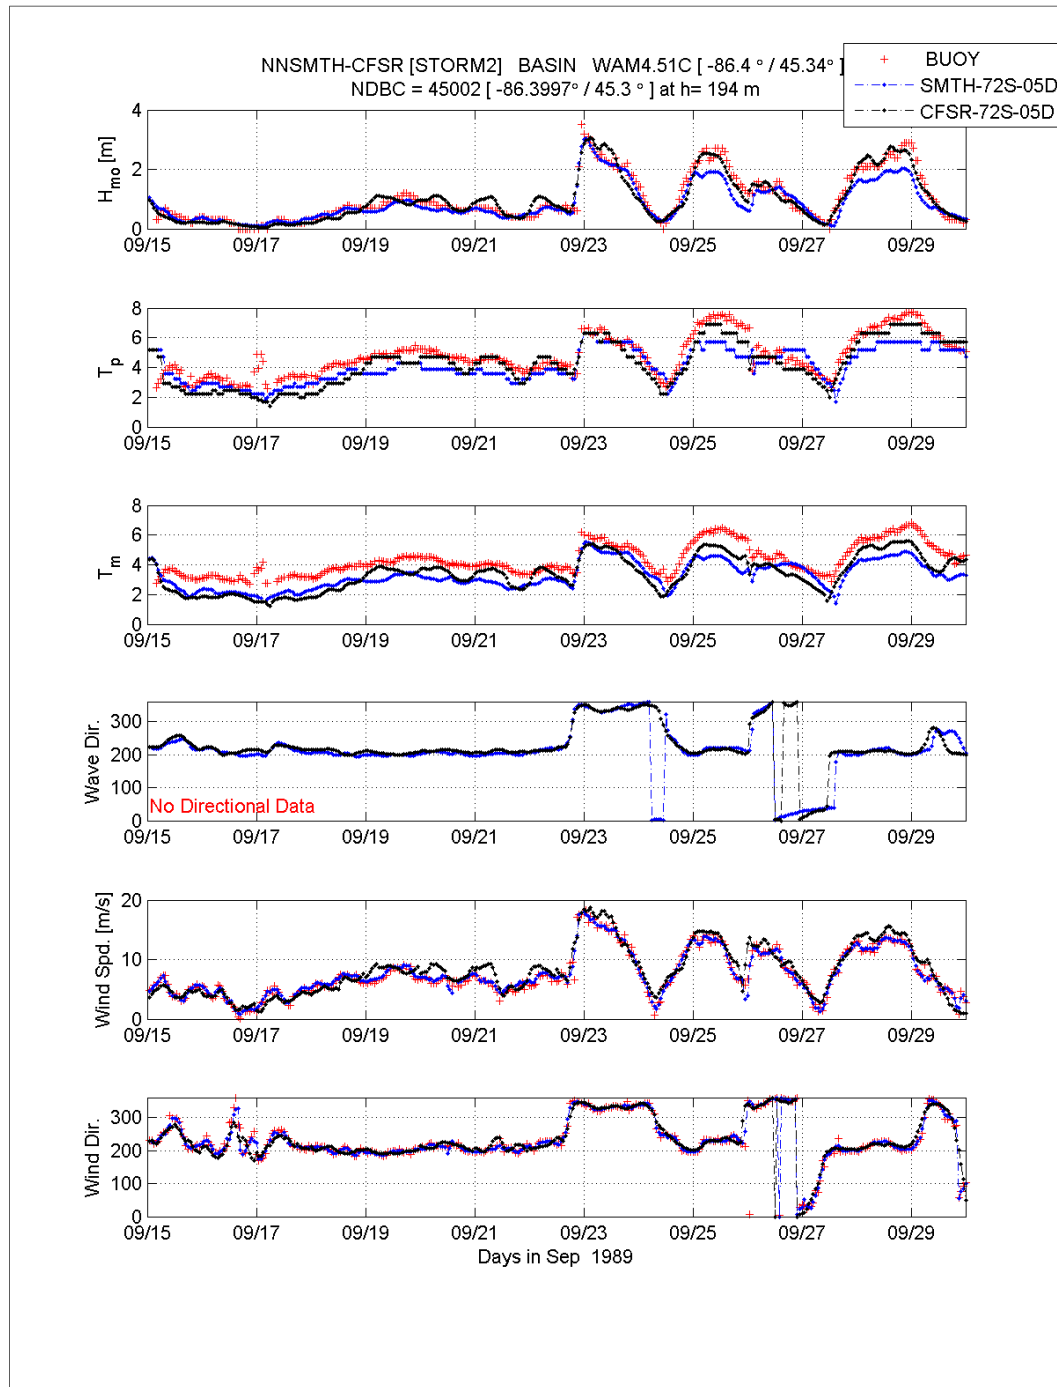 NNSMTH-CFSR [STORM2] BASIN WAM4.51C [ -86.4 ° / 45.34° ]
NDBC = 45002 [ -86.3997° / 45.3 ° ] at h= 194 m
BUOY
SMTH-72S-05D
CFSR-72S-05D
Hmo [m]
4
2
0
09/15 09/17 09/19 09/21 09/23 09/25 09/27 09/29
Tp
8
6
4
2
0
09/15 09/17 09/19 09/21 09/23 09/25 09/27 09/29
Tm
8
6
4
2
0
09/15 09/17 09/19 09/21 09/23 09/25 09/27 09/29
Wave Dir.
300
200
100
0
No Directional Data
09/15 09/17 09/19 09/21 09/23 09/25 09/27 09/29
Wind Spd. [m/s]
20
10
0
09/15 09/17 09/19 09/21 09/23 09/25 09/27 09/29
Wind Dir.
300
200
100
0
09/15 09/17 09/19 09/21 09/23 09/25 09/27 09/29
Days in Sep 1989